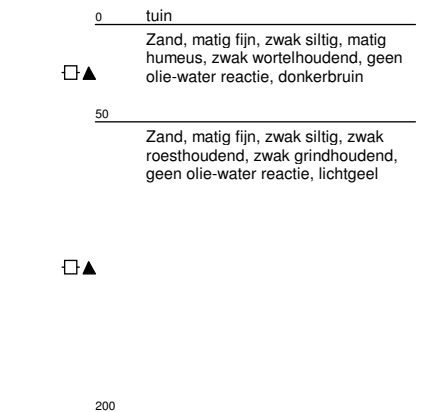 0 tuin
Zand, matig fijn, zwak siltig, matig
humeus, zwak wortelhoudend, geen
olie-water reactie, donkerbruin
50
Zand, matig fijn, zwak siltig, zwak
roesthoudend, zwak grindhoudend,
geen olie-water reactie, lichtgeel
200